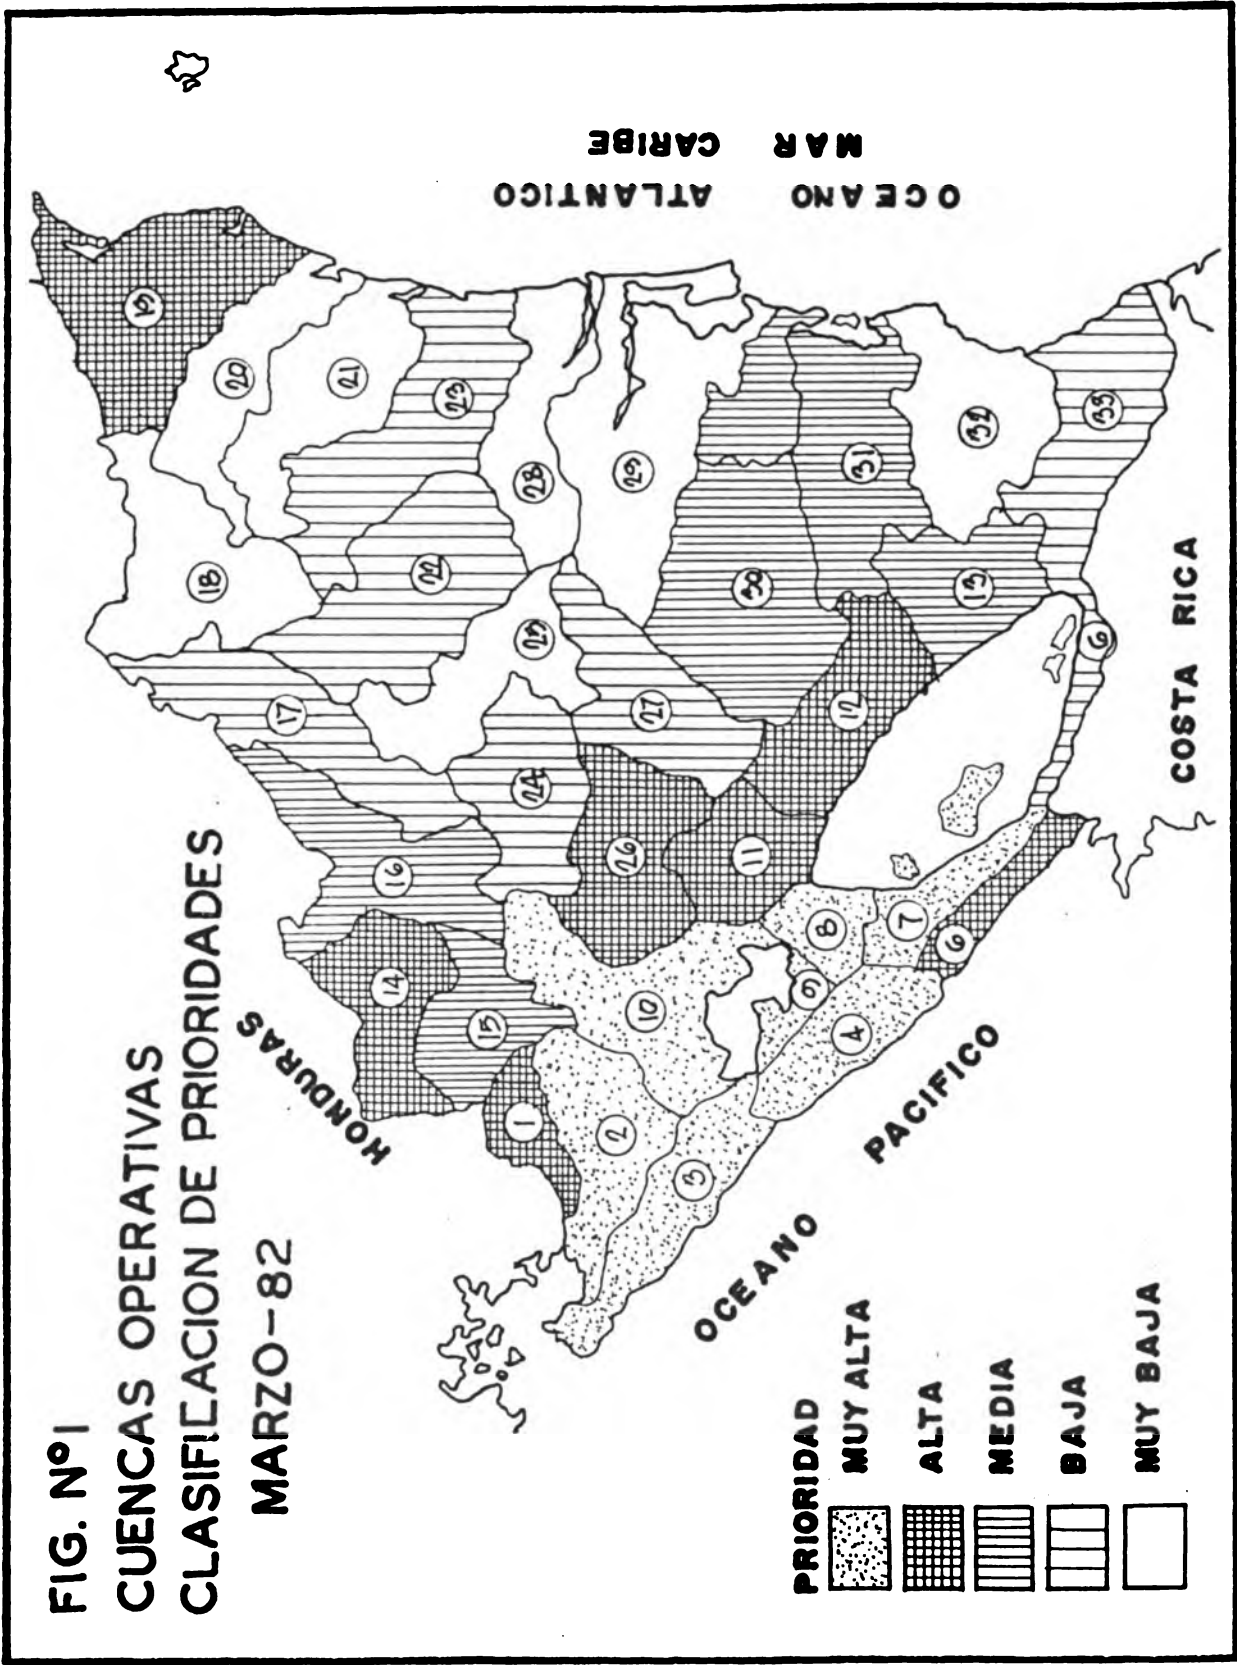 FIG. Nº1
CUENCAS OPERATIVAS
CLASIFICACION DE PRIORIDADES
MARZO-82
HONDURAS
MAR CARIBE
OCEANO ATLANTICO
OCEANO PACIFICO
COSTA RICA
1
2
3
4
6
7
8
9
10
11
12
13
14
15
16
17
18
19
20
21
22
23
24
25
26
27
28
29
30
31
32
33
6
PRIORIDAD
MUY ALTA
ALTA
MEDIA
BAJA
MUY BAJA